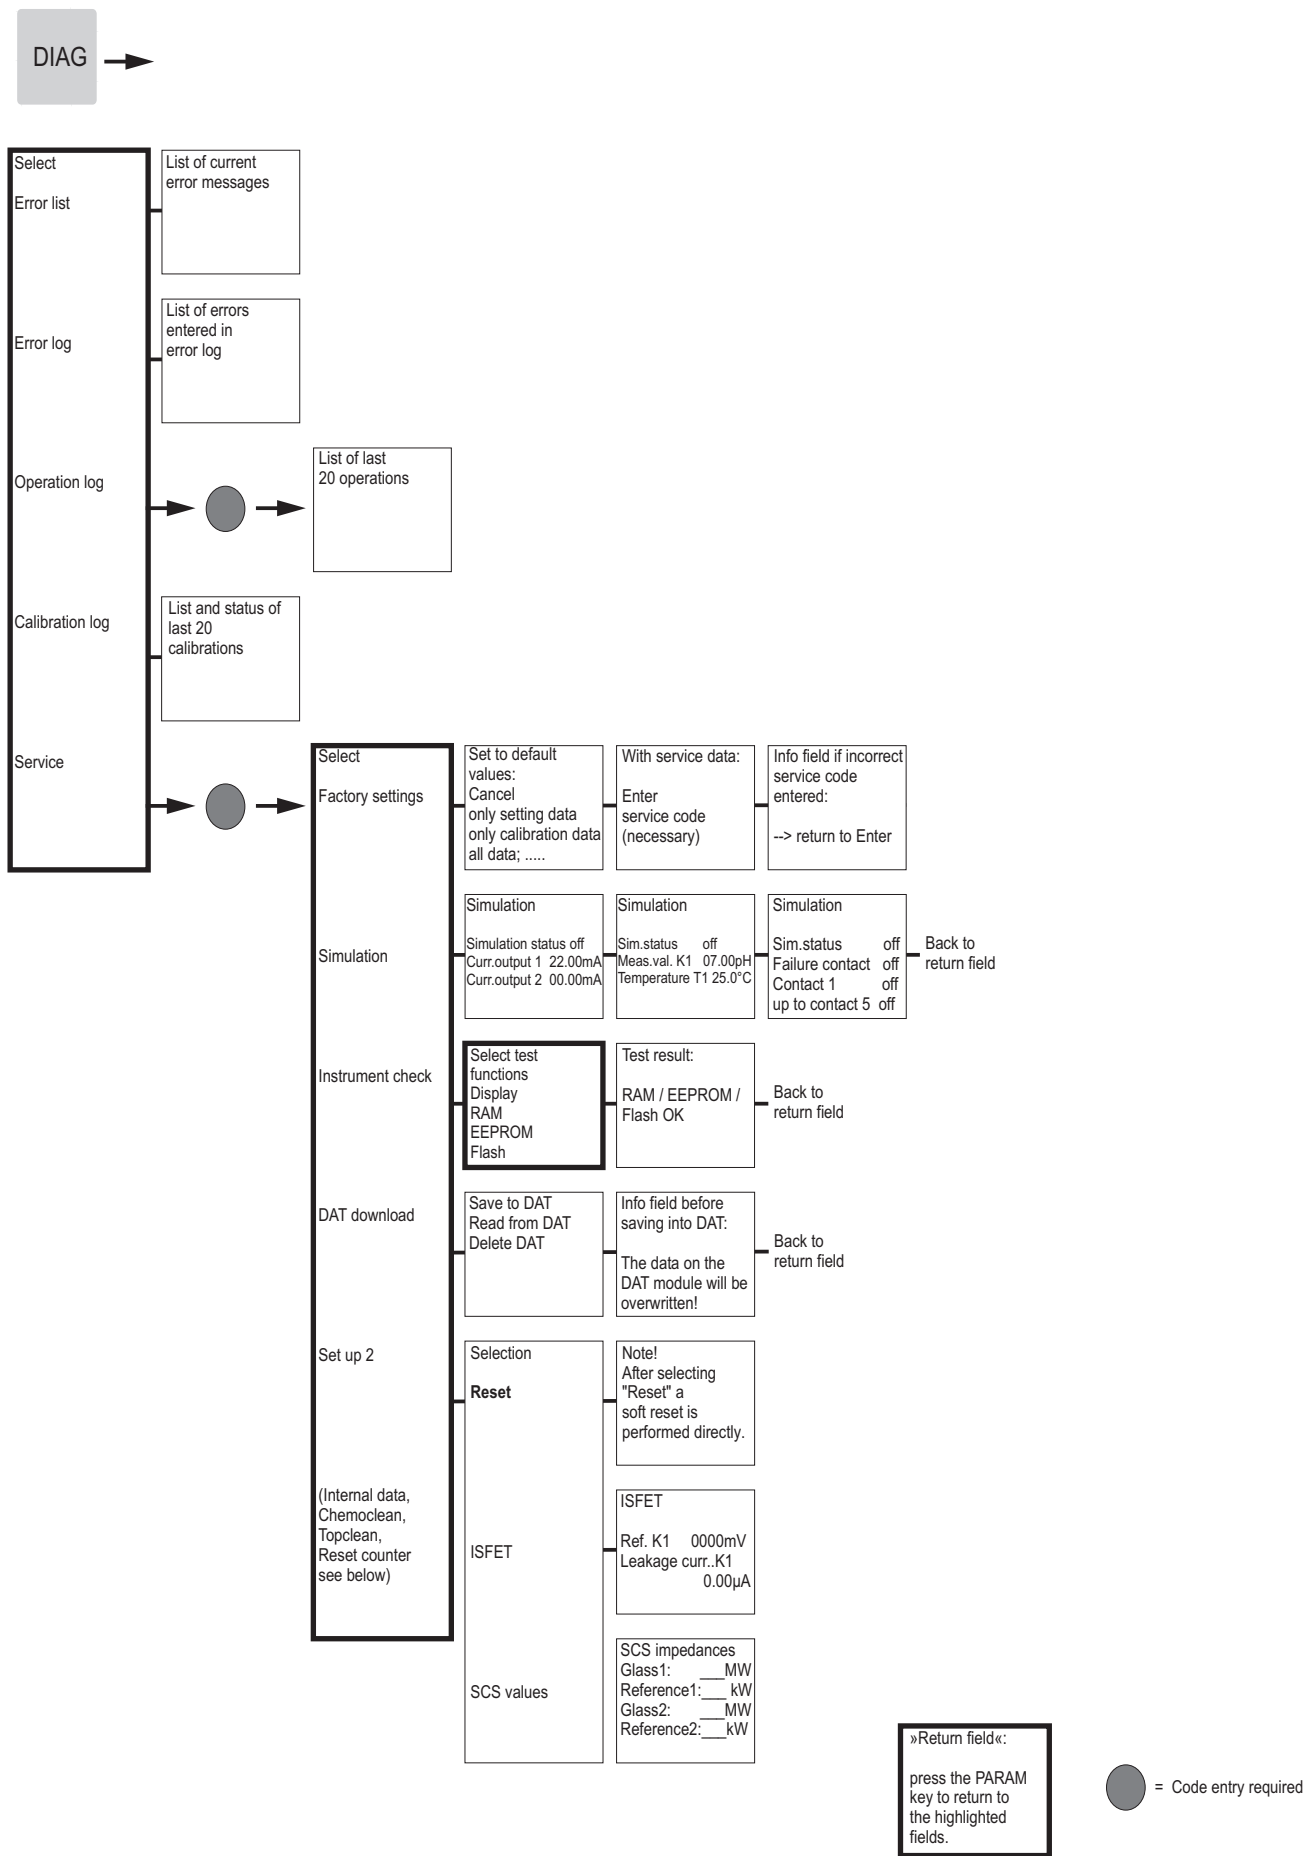 DIAG
Select
Error list
Error log
Operation log
Calibration log
Service
List of current
error messages
List of errors
entered in
error log
List of last
20 operations
List and status of
last 20
calibrations
Select
Factory settings
Simulation
Instrument check
DAT download
Set up 2
(Internal data,
Chemoclean,
Topclean,
Reset counter
see below)
Set to default
values:
Cancel
only setting data
only calibration data
all data; .....
With service data:
Enter
service code
(necessary)
Info field if incorrect
service code
entered:
--> return to Enter
Simulation
Simulation status off
Curr.output 1 22.00mA
Curr.output 2 00.00mA
Simulation
Sim.status off
Meas.val. K1 07.00pH
Temperature T1 25.0°C
Simulation
Sim.status off
Failure contact off
Contact 1 off
up to contact 5 off
Back to
return field
Select test
functions
Display
RAM
EEPROM
Flash
Test result:
RAM / EEPROM /
Flash OK
Back to
return field
Save to DAT
Read from DAT
Delete DAT
Info field before
saving into DAT:
The data on the
DAT module will be
overwritten!
Back to
return field
Selection
Reset
ISFET
SCS values
Note!
After selecting
"Reset" a
soft reset is
performed directly.
ISFET
Ref. K1 0000mV
Leakage curr..K1
0.00µA
SCS impedances
Glass1: ___MW
Reference1:___ kW
Glass2: ___MW
Reference2:___kW
»Return field«:
press the PARAM
key to return to
the highlighted
fields.
= Code entry required